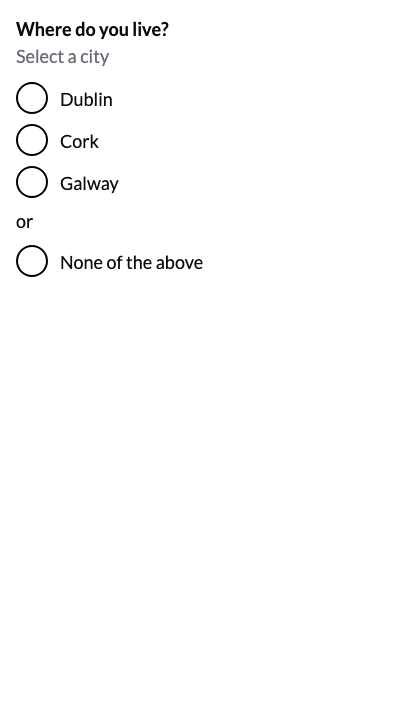 Where do you live?
Select a city
Dublin
Cork
Galway
or
None of the above